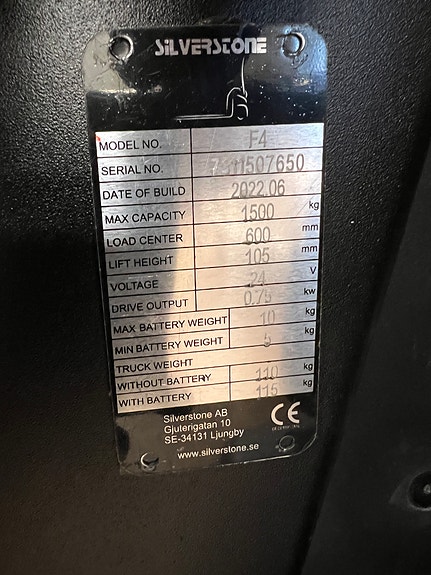 SILVERSTONE
MODEL NO. F4
SERIAL NO.
DATE OF BUILD 2022.06
MAX CAPACITY 1500 kg
LOAD CENTER 600 mm
LIFT HEIGHT 105 mm
VOLTAGE 24 V
DRIVE OUTPUT 0.75 kw
MAX BATTERY WEIGHT 10 kg
MIN BATTERY WEIGHT 5 kg
TRUCK WEIGHT
WITHOUT BATTERY 110 kg
WITH BATTERY 115 kg
Silverstone AB
Gjuterigatan 10
SE-34131 Ljungby
www.silverstone.se
CE